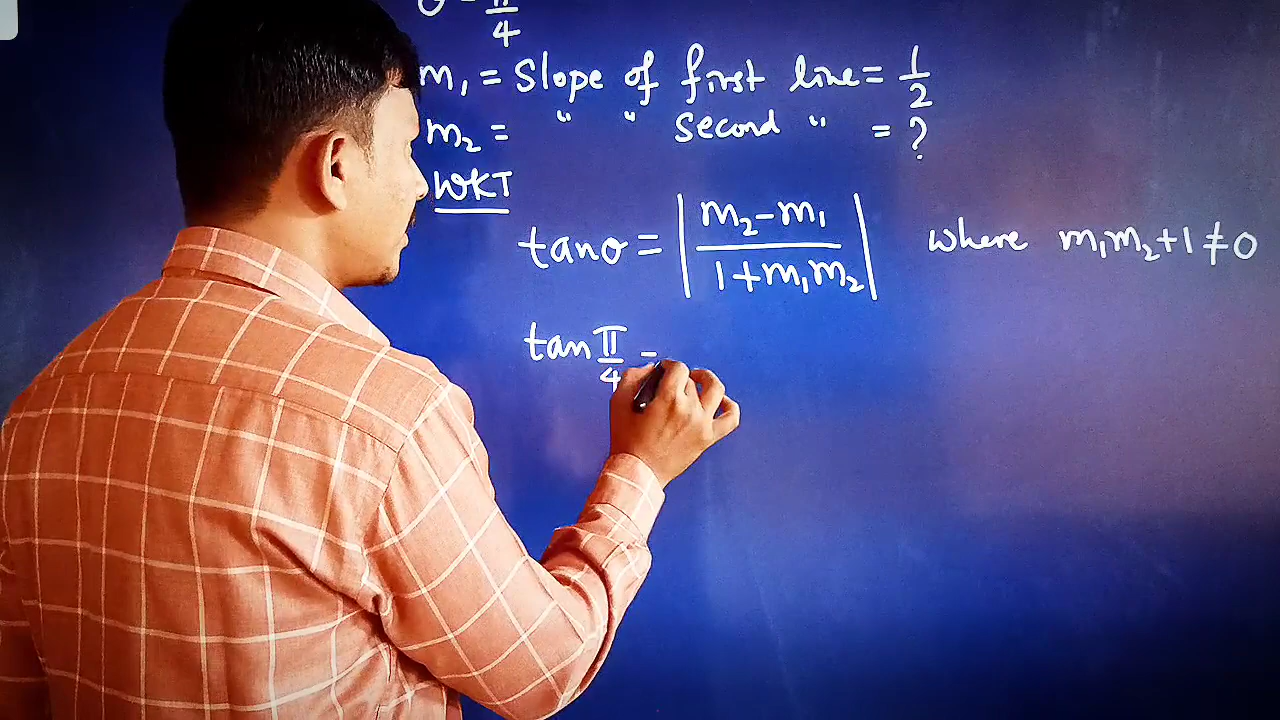 θ = π/4
m₁ = Slope of first line = 1/2
m₂ = " " Second " = ?
WKT
tanθ = |(m₂-m₁)/(1+m₁m₂)| where m₁m₂+1≠0
tan π/4 =